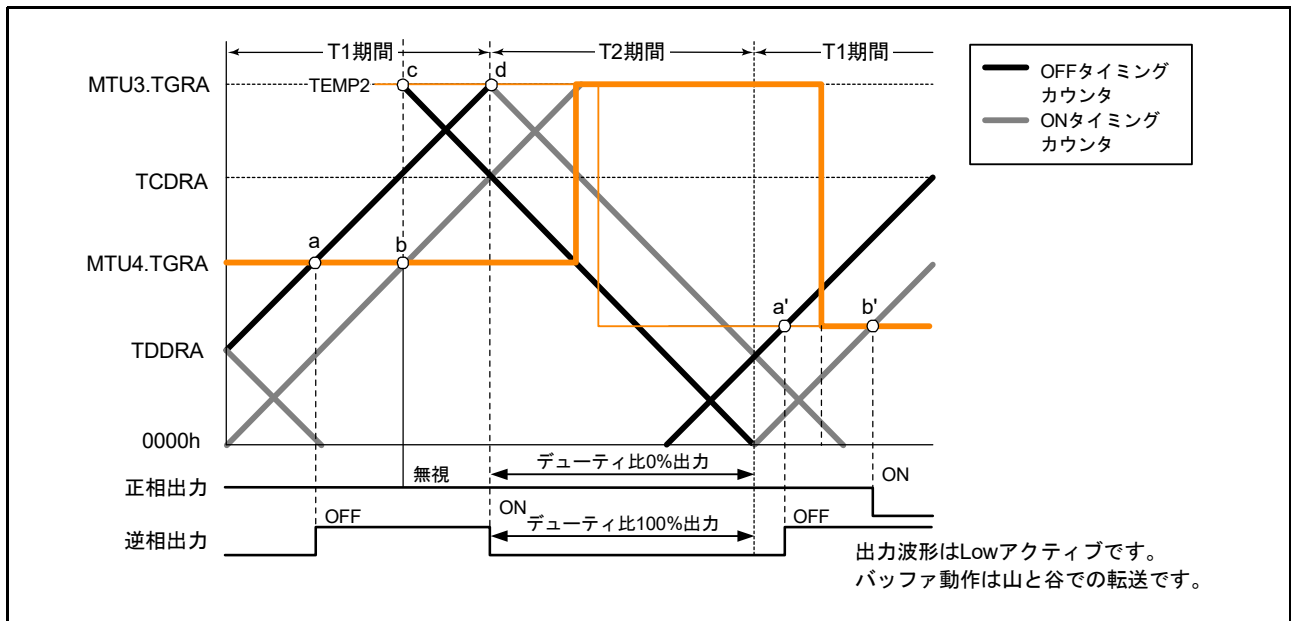 T1期間
T2期間
T1期間
OFFタイミング
カウンタ
ONタイミング
カウンタ
MTU3.TGRA
TEMP2
c
d
TCDRA
MTU4.TGRA
a
b
a'
b'
TDDRA
0000h
正相出力
無視
デューティ比0%出力
ON
逆相出力
OFF
ON
デューティ比100%出力
OFF
出力波形はLowアクティブです。
バッファ動作は山と谷での転送です。